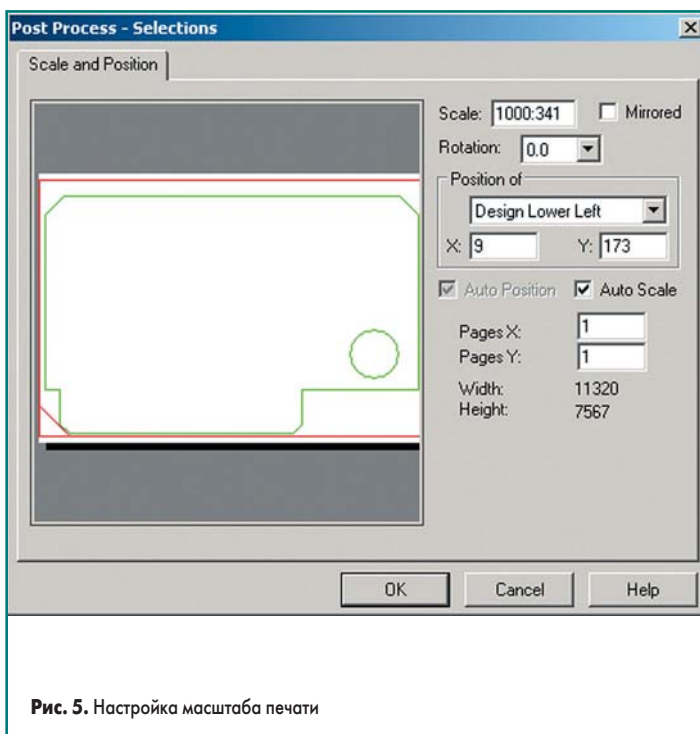 Post Process - Selections
Scale and Position
Scale: 1000:341 Mirrored
Rotation: 0.0
Position of
Design Lower Left
X: 9 Y: 173
Auto Position Auto Scale
Pages X: 1
Pages Y: 1
Width: 11320
Height: 7567
OK Cancel Help
Рис. 5. Настройка масштаба печати